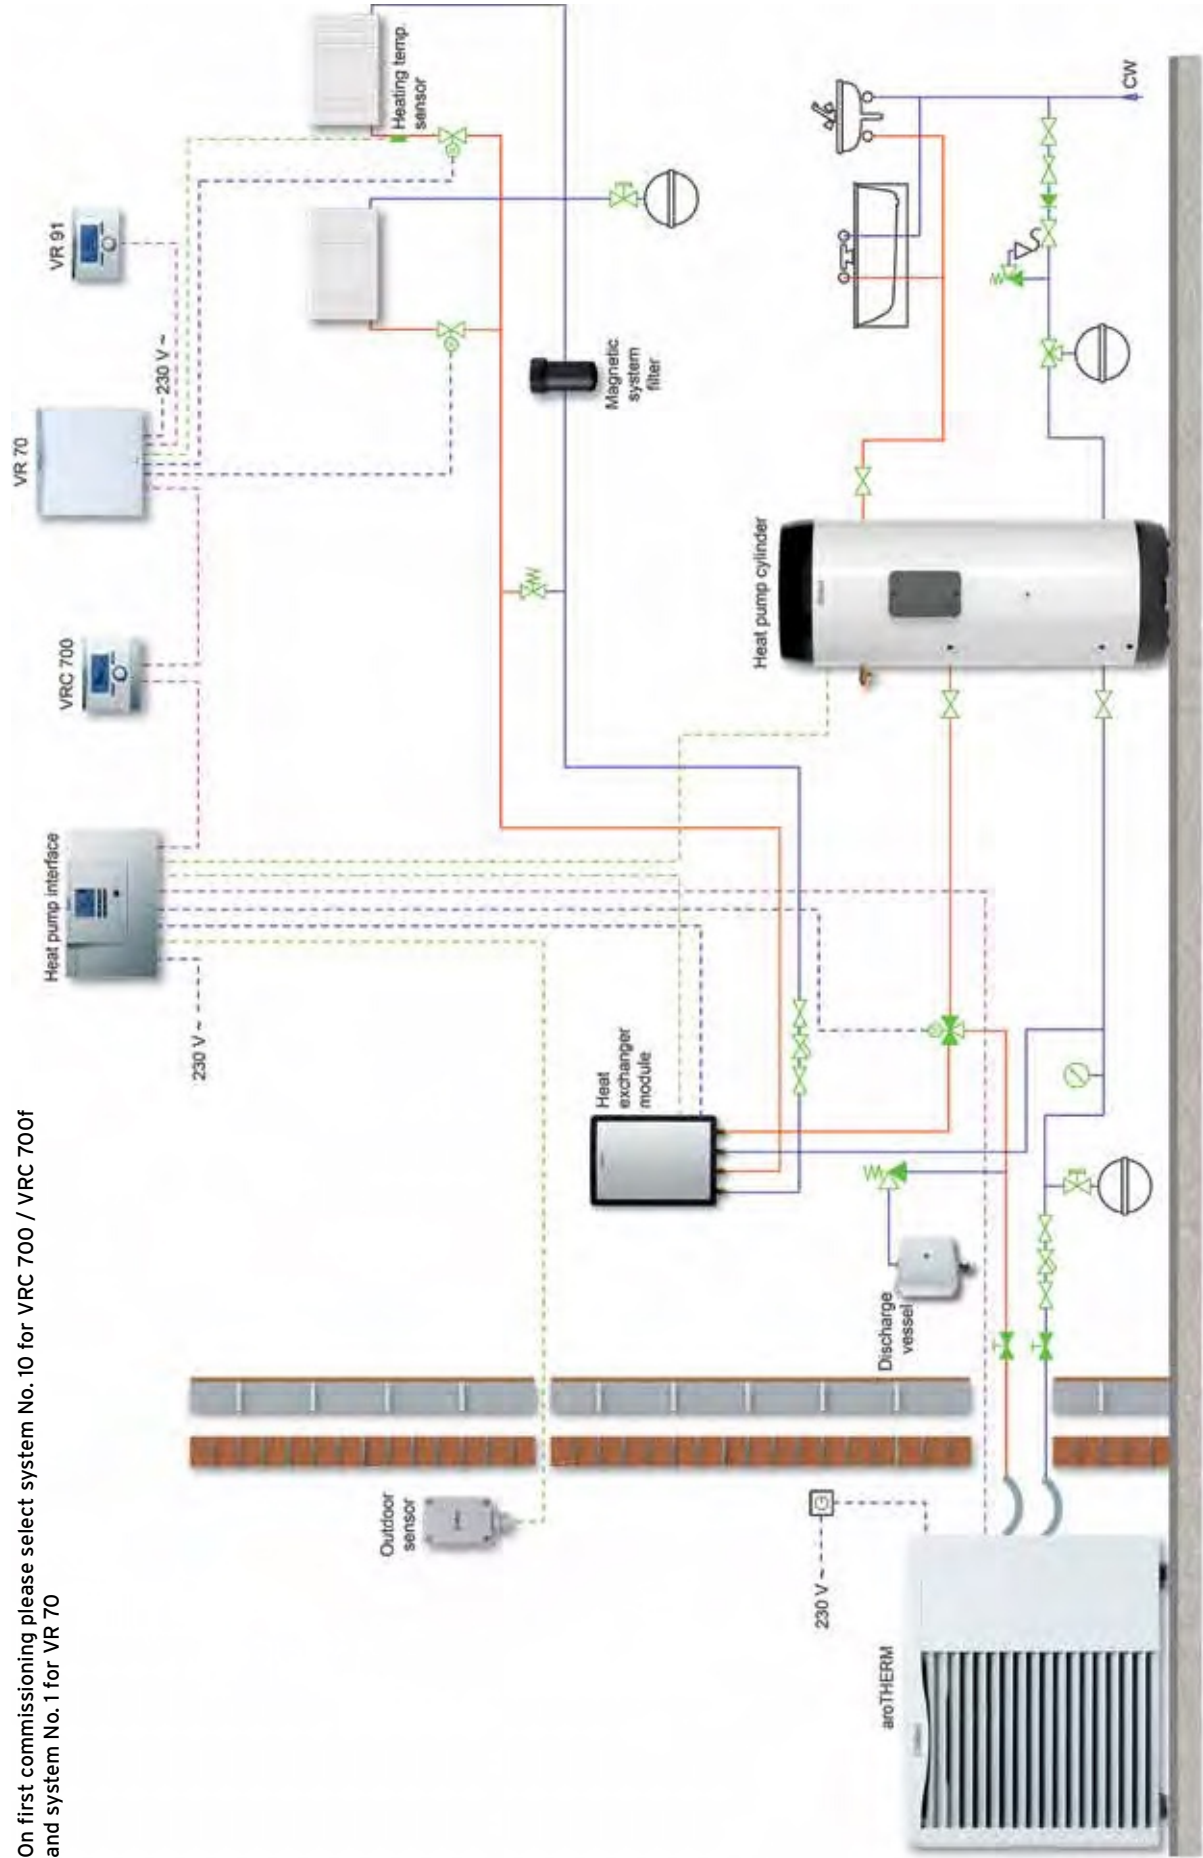 On first commissioning please select system No. 10 for VRC 700 / VRC 700f
and system No. 1 for VR 70
Heat pump interface
VRC 700
VR 70
VR 91
230 V ~
230 V ~
Heating temp.
sensor
Magnetic
system
filter
Outdoor
sensor
Heat
exchanger
module
Heat pump cylinder
Discharge
vessel
230 V ~
aroTHERM
CW